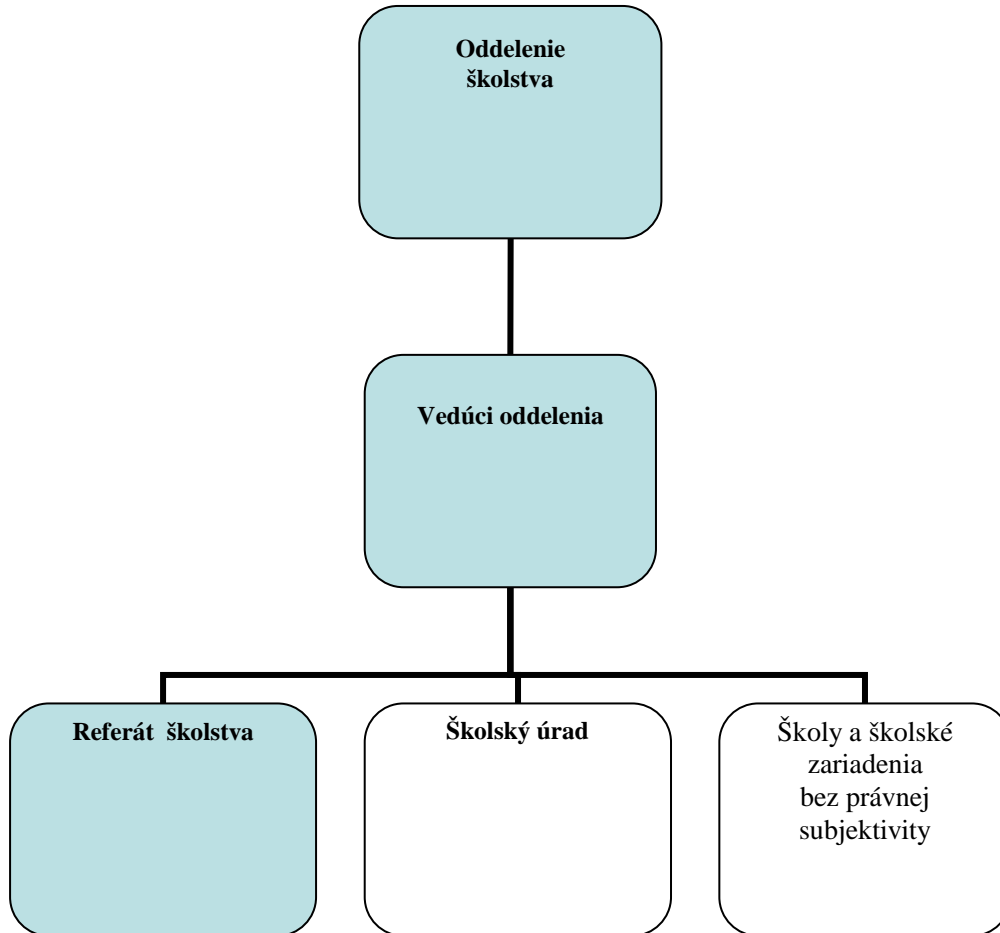 Oddelenie
školstva
Vedúci oddelenia
Referát školstva
Školský úrad
Školy a školské
zariadenia
bez právnej
subjektivity